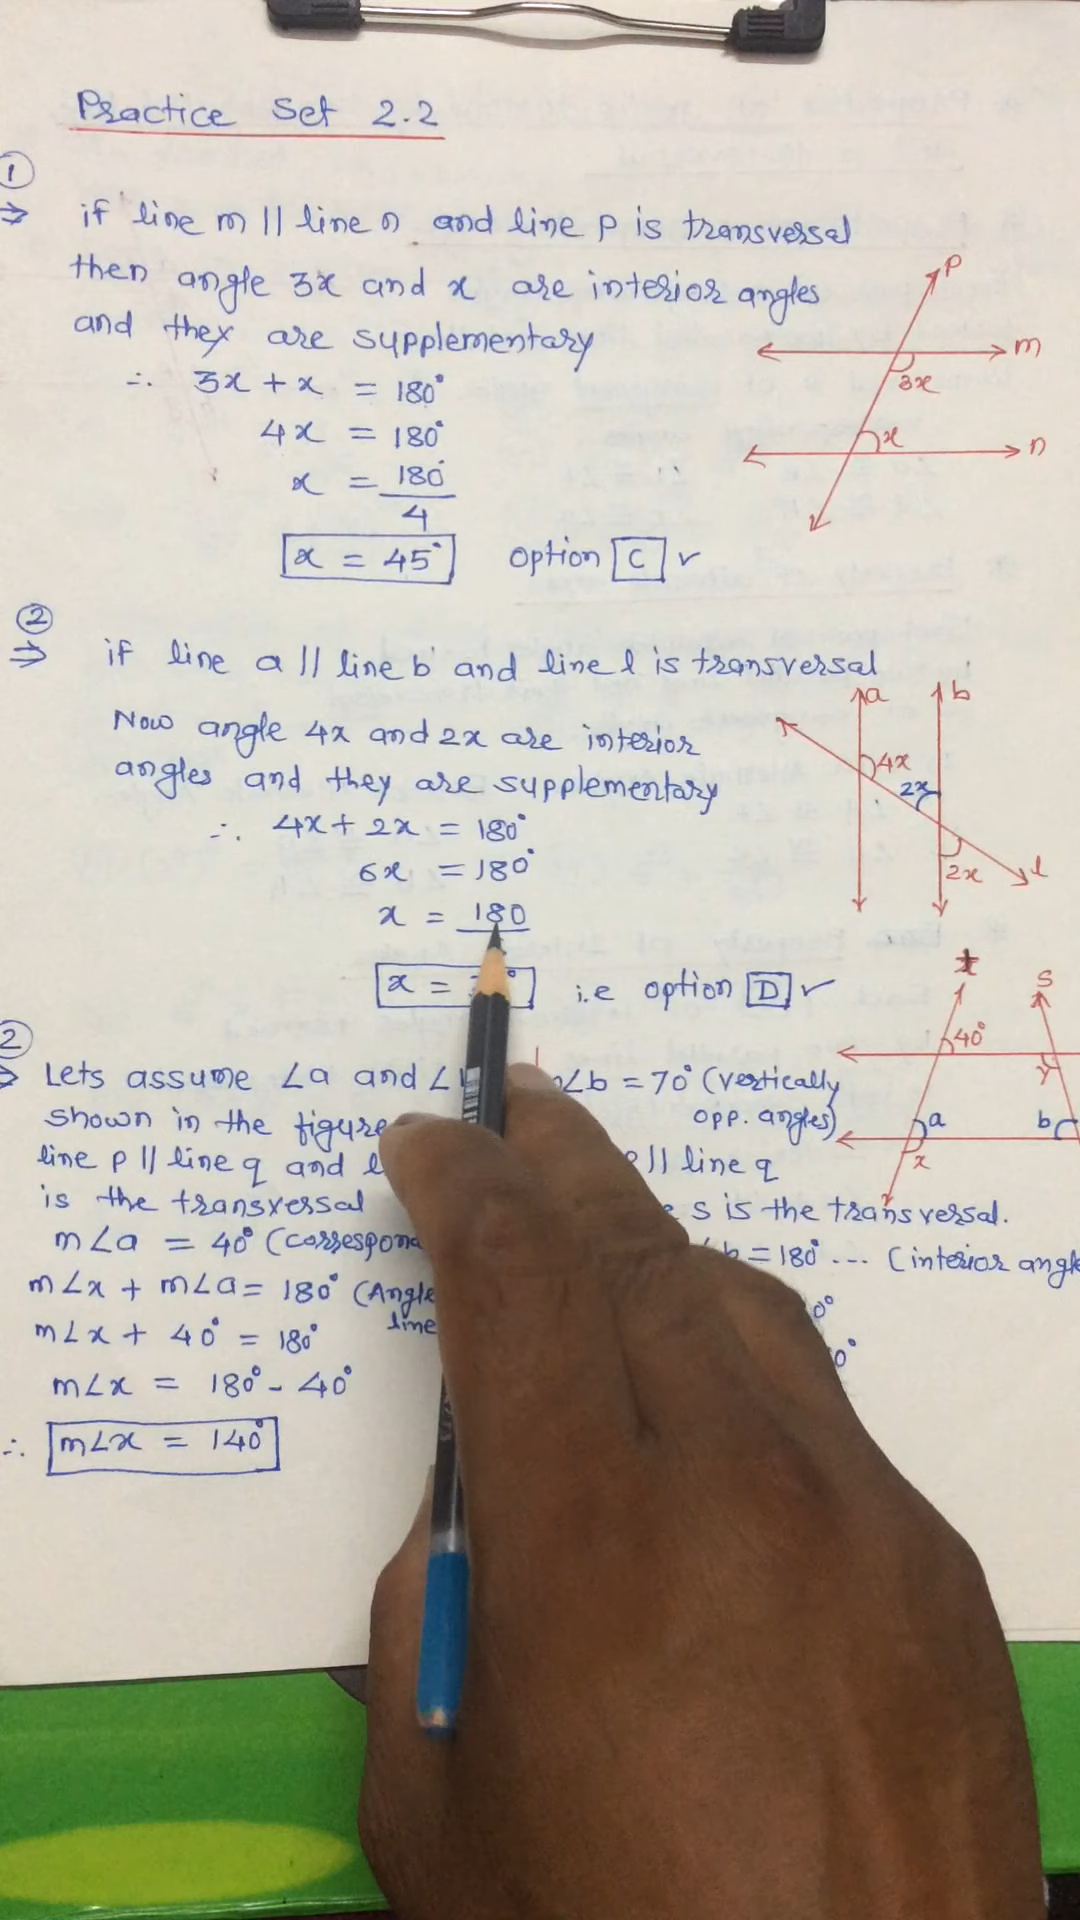 Practice Set 2.2
1
⇒ if line m || line n and line p is transversal
then angle 3x and x are interior angles
and they are supplementary
∴ 3x + x = 180°
4x = 180°
x = 180°
4
x = 45° option C ✓
p
m
3x
x
n
2
⇒ if line a || line b and line l is transversal
Now angle 4x and 2x are interior
angles and they are supplementary
∴ 4x + 2x = 180°
6x = 180°
x = 180
x = ° i.e option D ✓
a
b
4x
2x
2x
l
2
Lets assume ∠a and ∠
shown in the figure
line p || line q and
is the transversal
m∠a = 40°
m∠x + m∠a = 180° (Angle
line
m∠x + 40° = 180°
m∠x = 180° - 40°
∴ m∠x = 140°
∠b = 70° (vertically
opp. angles)
|| line q
s is the transversal.
= 180° --- (interior
t
s
40°
y
a
b
x